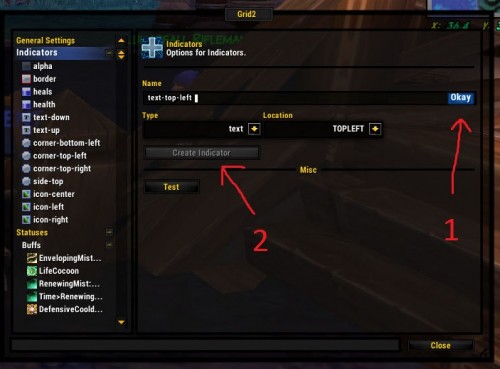 Grid2
X: 36.4
General Settings
Indicators
alpha
border
heals
health
text-down
text-up
corner-bottom-left
corner-top-left
corner-top-right
side-top
icon-center
icon-left
icon-right
Statuses
Buffs
EnvelopingMist...
LifeCocoon
RenewingMist:...
Time>Renewing...
DefensiveCoold...
Indicators
Options for Indicators.
Name
text-top-left
Okay
Type
Location
text
TOPLEFT
Create Indicator
Misc
Test
1
2
Close